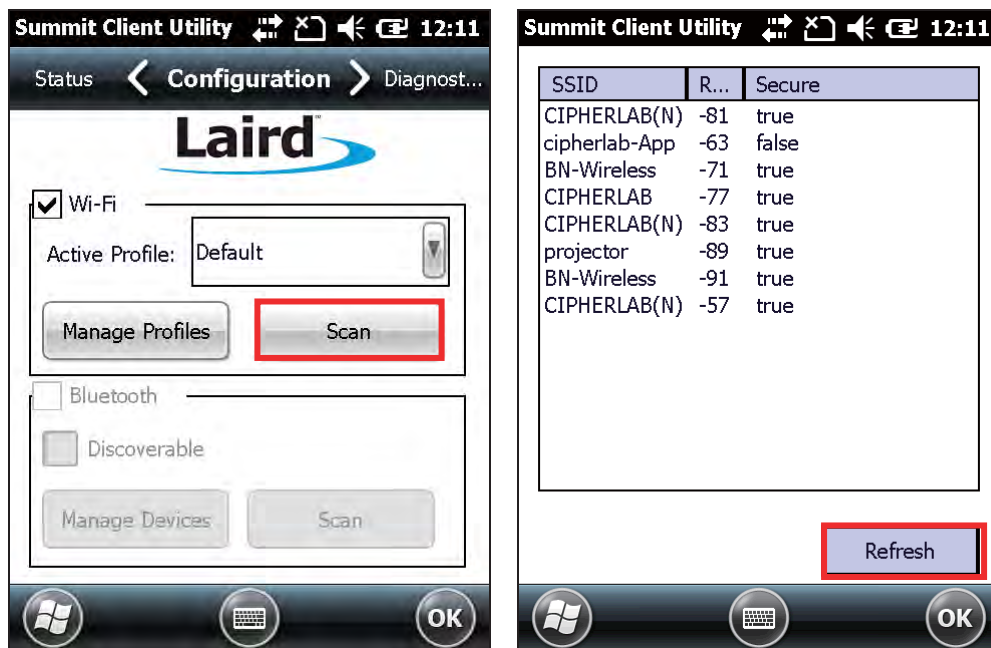 Summit Client Utility 12:11
Status Configuration Diagnost...
Laird™
Wi-Fi
Active Profile: Default
Manage Profiles Scan
Bluetooth
Discoverable
Manage Devices Scan
OK
Summit Client Utility 12:11
SSID R... Secure
CIPHERLAB(N) -81 true
cipherlab-App -63 false
BN-Wireless -71 true
CIPHERLAB -77 true
CIPHERLAB(N) -83 true
projector -89 true
BN-Wireless -91 true
CIPHERLAB(N) -57 true
Refresh
OK